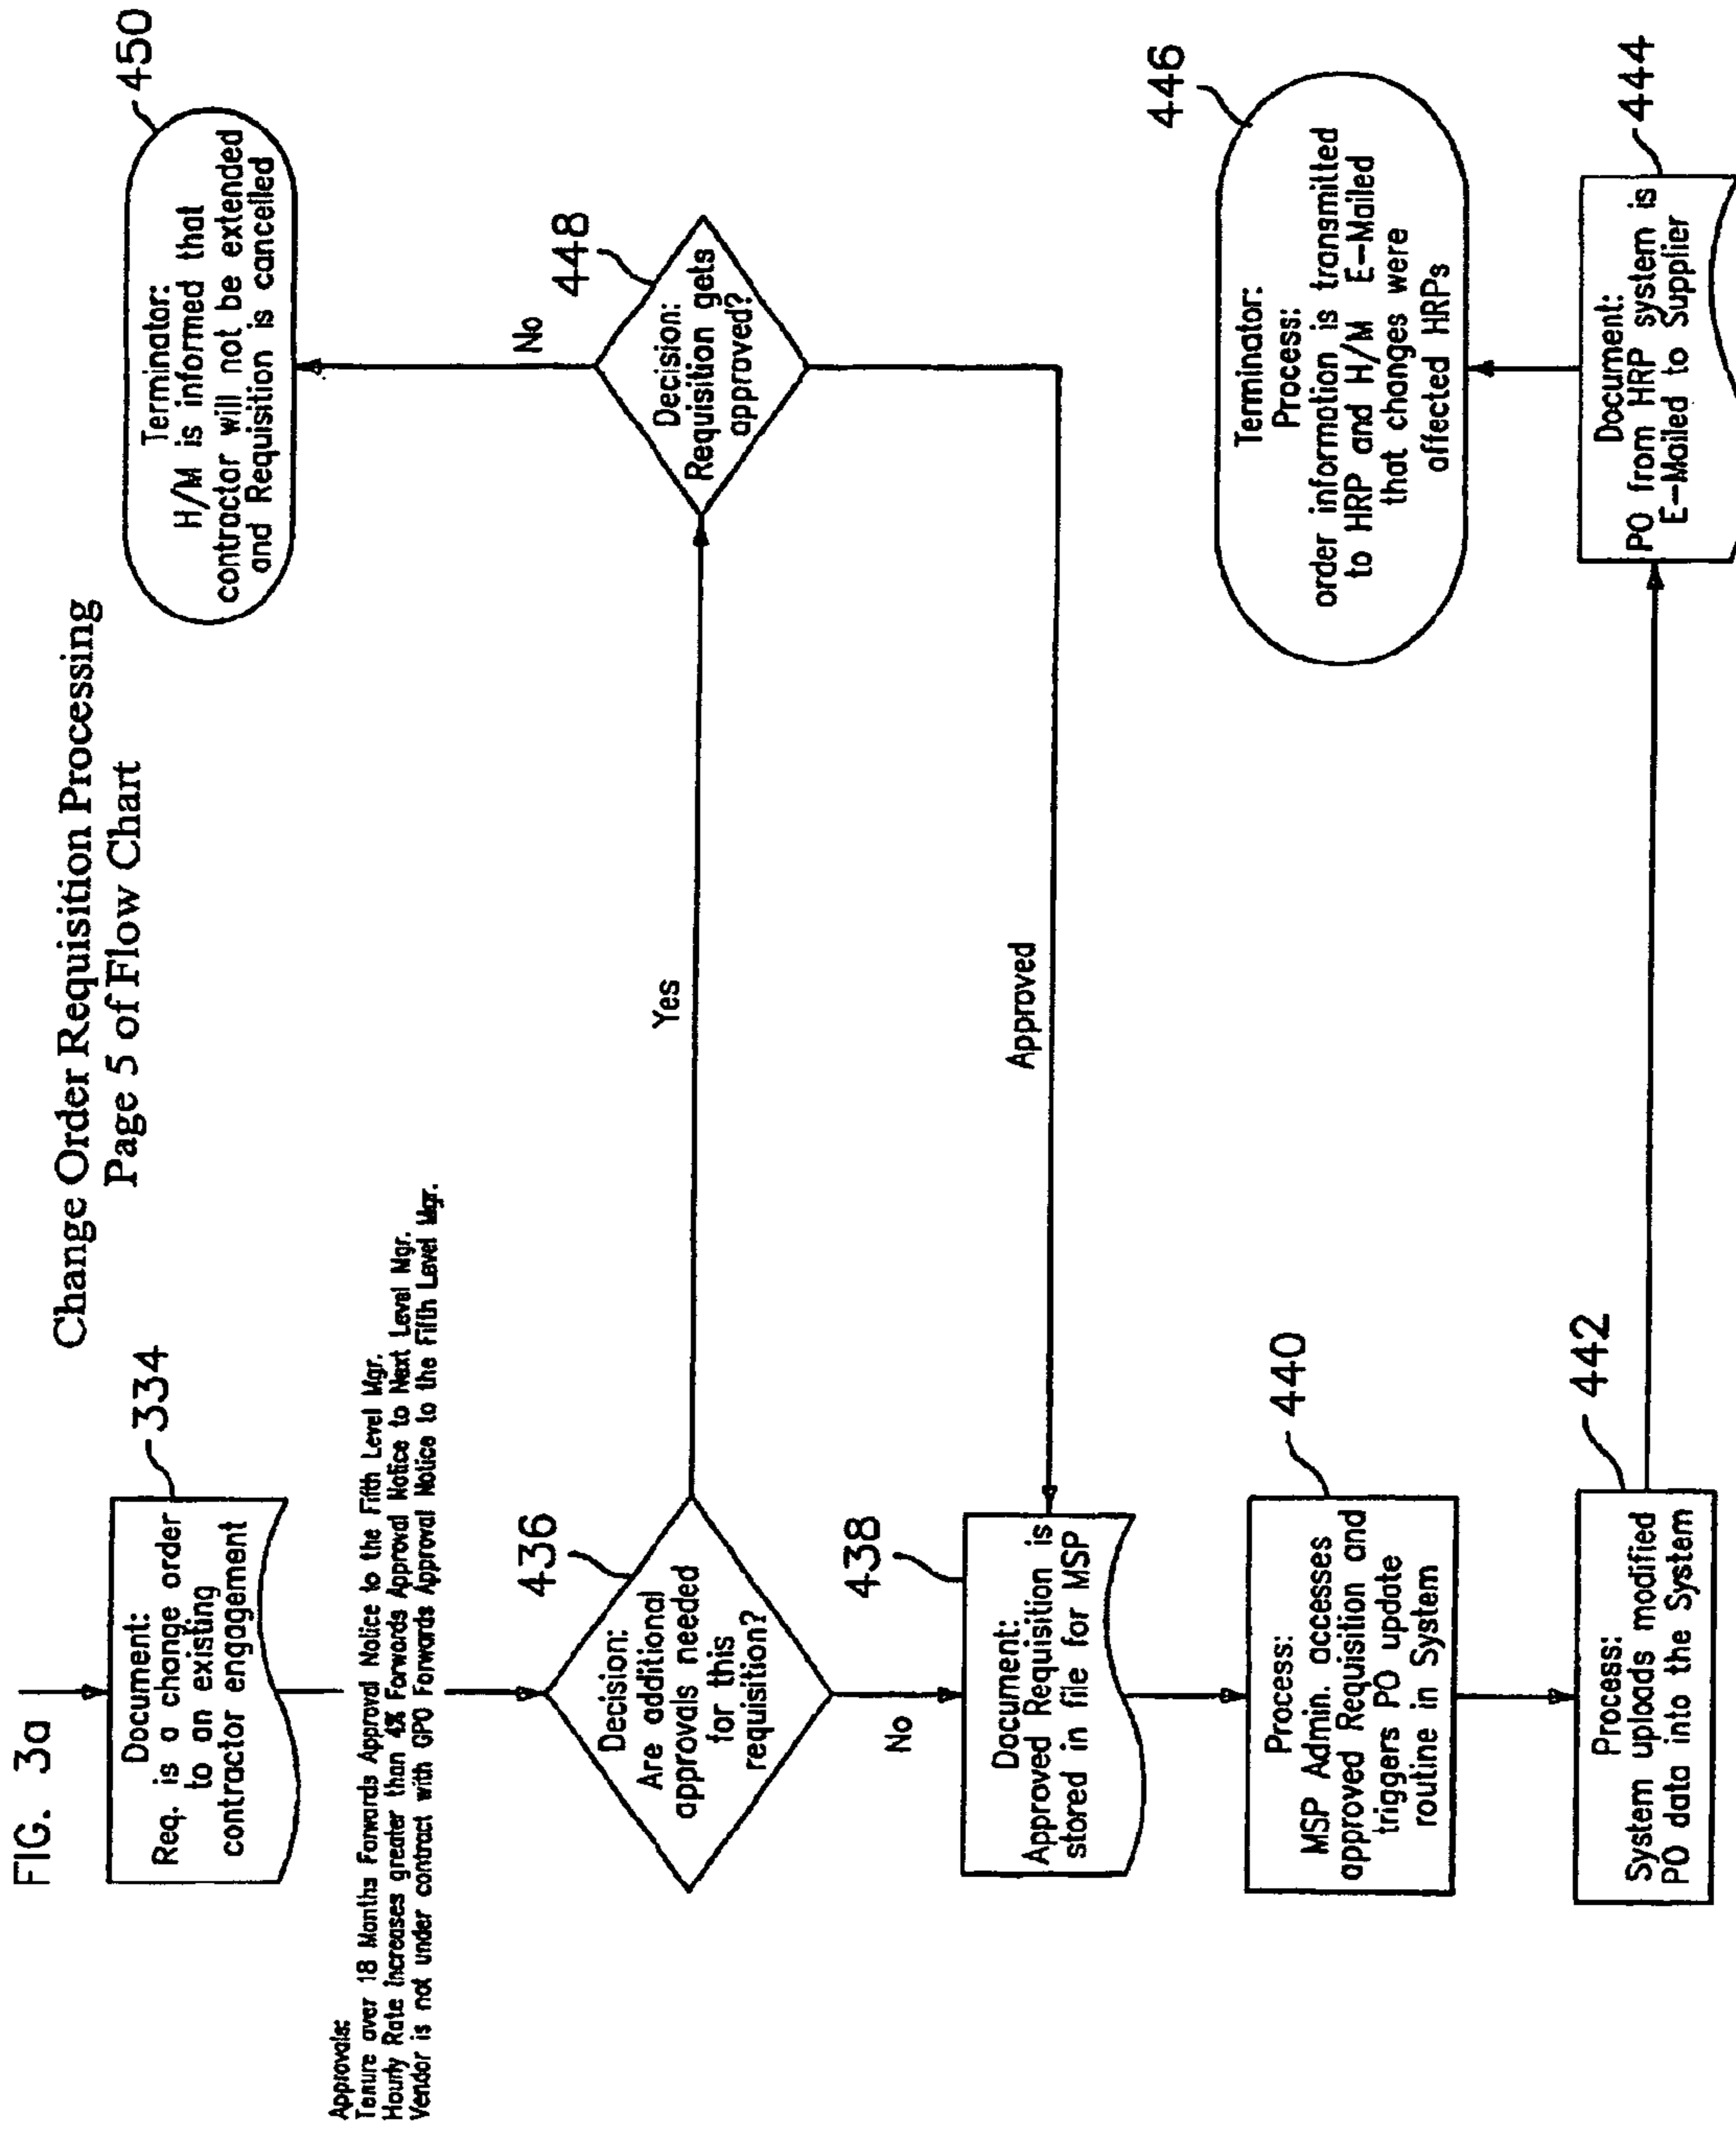 Change Order Requisition Processing
Page 5 of Flow Chart
FIG. 3a
334
Document:
Req. is a change order
to an existing
contractor engagement
Approvals:
Tenure over 18 Months Forwards Approval Notice to the Fifth Level Mgr.
Hourly Rate Increases greater than 4% Forwards Approval Notice to Next Level Mgr.
Vendor is not under contract with GPO Forwards Approval Notice to the Fifth Level Mgr.
436
Decision:
Are additional
approvals needed
for this
requisition?
Yes
No
448
Decision:
Requisition gets
approved?
No
450
Terminator:
H/M is informed that
contractor will not be extended
and Requisition is cancelled
Approved
438
Document:
Approved Requisition is
stored in file for MSP
440
Process:
MSP Admin. accesses
approved Requisition and
triggers PO update
routine in System
442
Process:
System uploads modified
PO data into the System
444
Document:
PO from HRP system is
E-Mailed to Supplier
446
Terminator:
Process:
order information is transmitted
to HRP and H/M E-Mailed
that changes were
affected HRPs